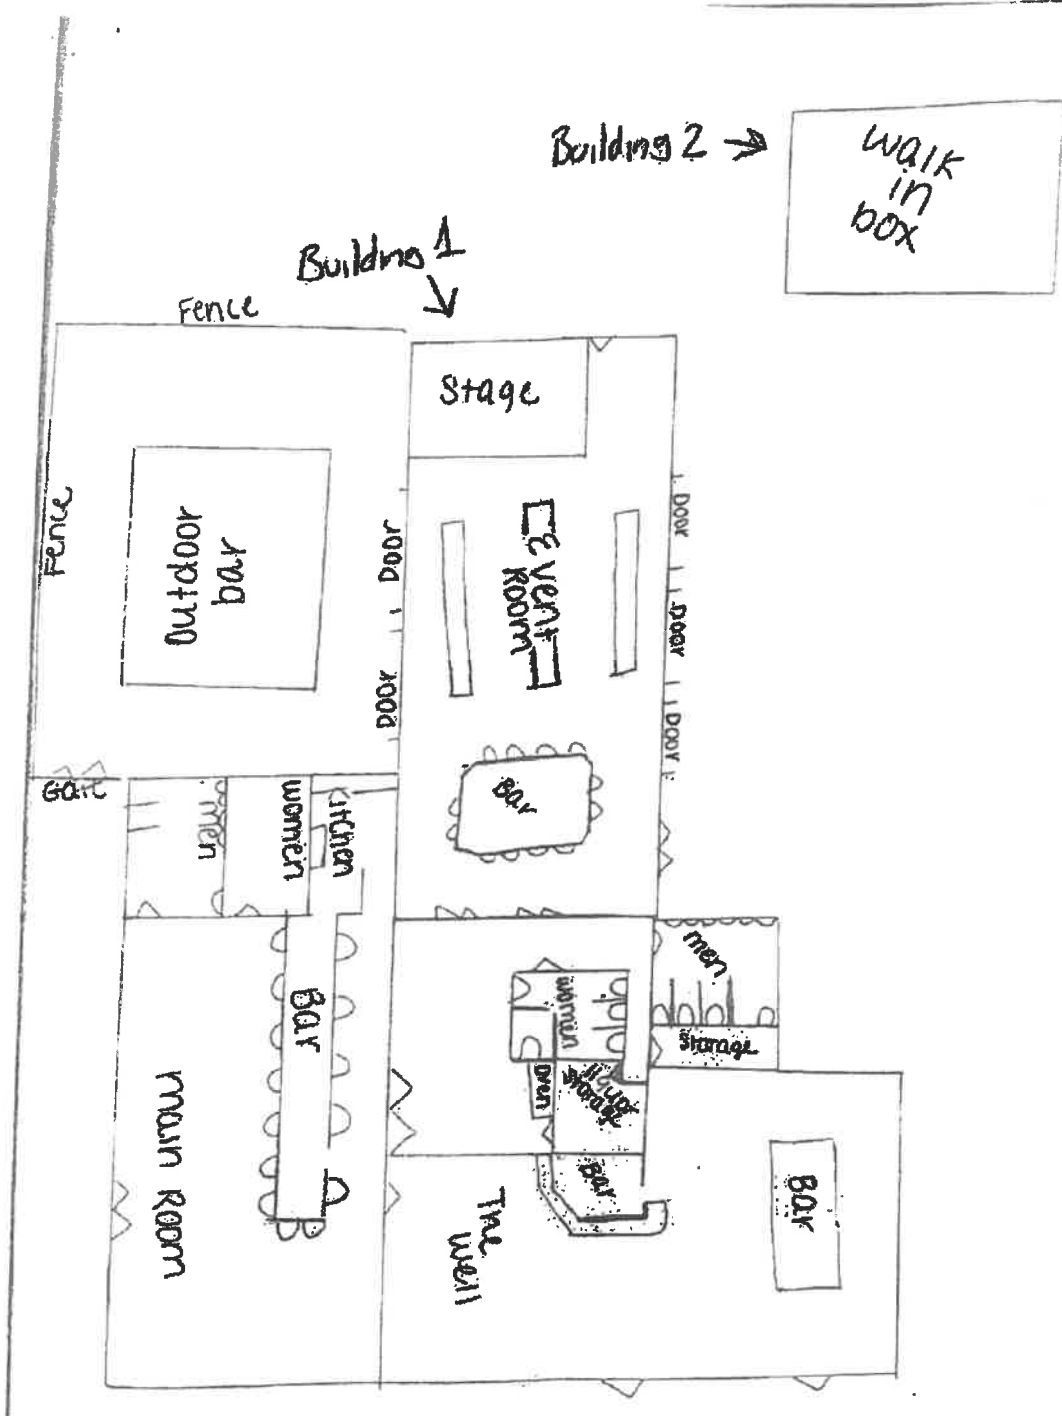 Building 2 →
Walk
in
box
Building 1
Fence
Stage
Fence
Outdoor
bar
Door
Door
Event
Room
Door
Door
Door
Bar
Gate
men
women
Kitchen
men
Storage
women
oven
Storage
Bar
Bar
Main Room
The
Well
Bar